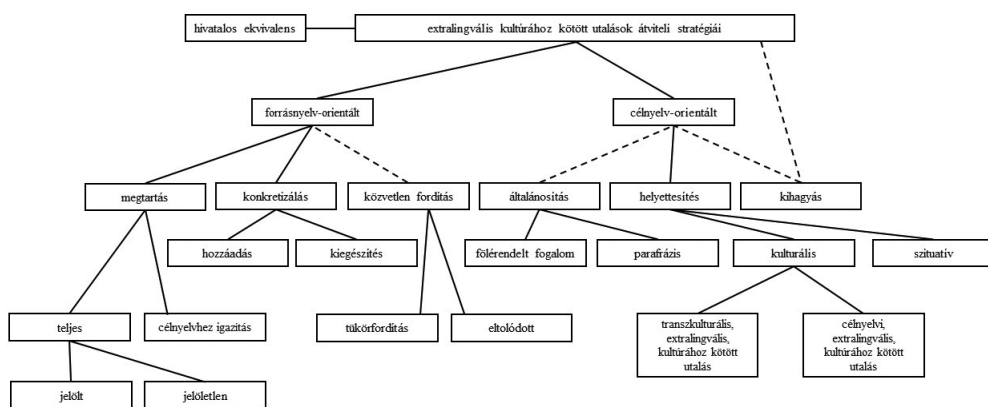 hivatalos ekvivalens
extralingvális kultúrához kötött utalások átviteli stratégiái
forrásnyelv-orientált
célnyelv-orientált
megtartás
konkretizálás
közvetlen fordítás
általánosítás
helyettesítés
kihagyás
hozzáadás
kiegészítés
fölérendelt fogalom
parafrázis
kulturális
szituatív
teljes
célnyelvhez igazítás
tükörfordítás
eltolódott
transzkulturális,
extralingvális,
kultúrához kötött
utalás
célnyelvi,
extralingvális,
kultúrához kötött
utalás
jelölt
jelöletlen